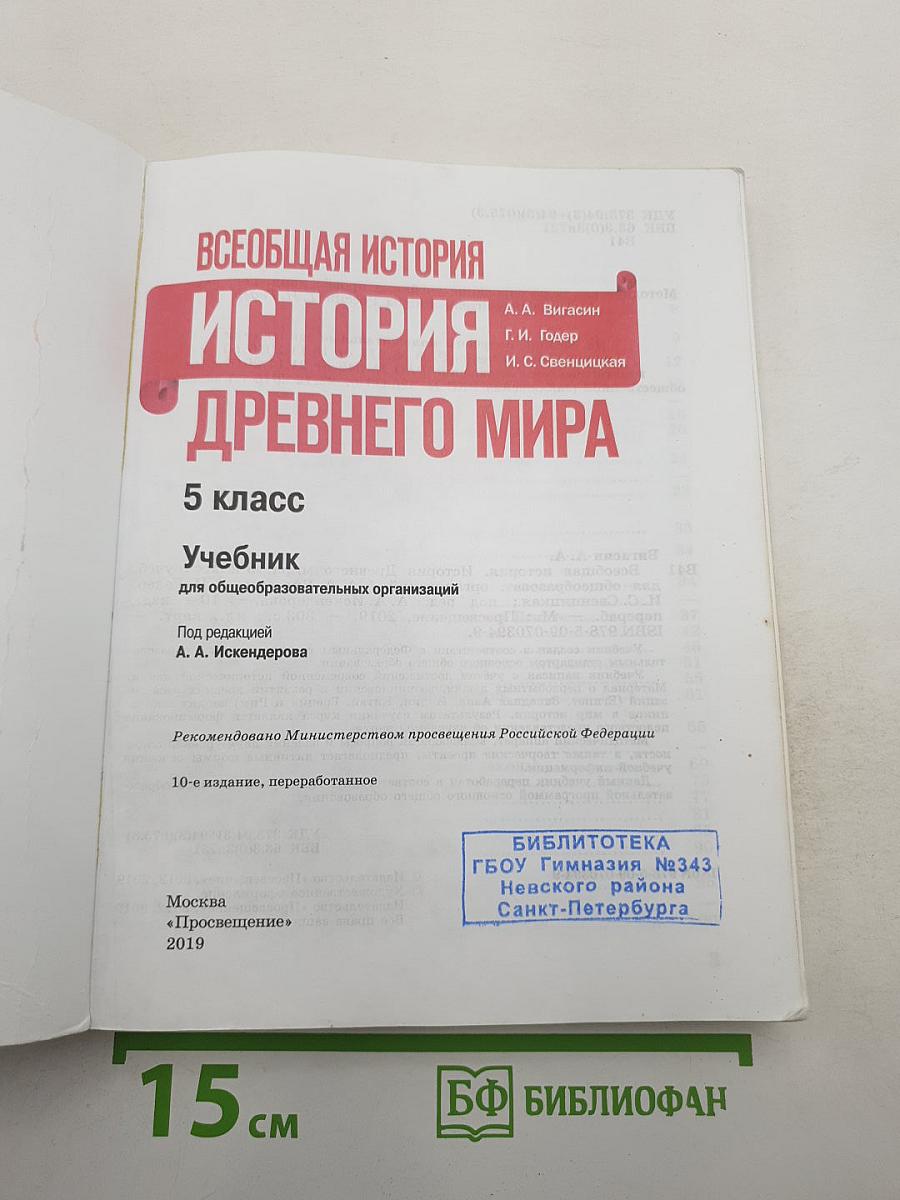 ВСЕОБЩАЯ ИСТОРИЯ
ИСТОРИЯ
А. А. Вигасин
Г. И. Годер
И. С. Свенцицкая
ДРЕВНЕГО МИРА
5 класс
Учебник
для общеобразовательных организаций
Под редакцией
А. А. Искендерова
Рекомендовано Министерством просвещения Российской Федерации
10-е издание, переработанное
БИБЛИТОТЕКА
ГБОУ Гимназия №343
Невского района
Санкт-Петербурга
Москва
«Просвещение»
2019
15 см
БФ БИБЛИОФАН